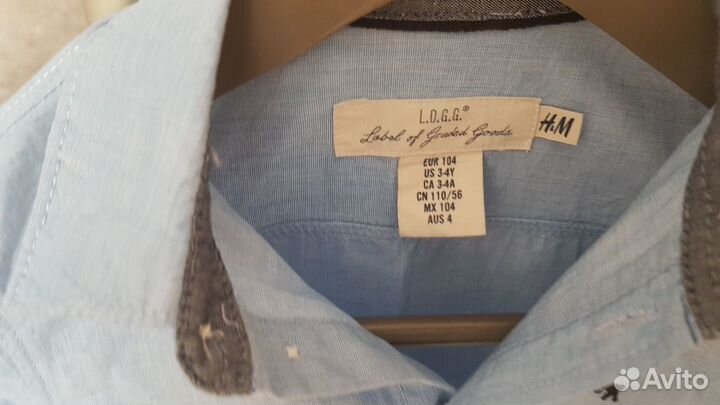 L.O.G.G.®
Label of Graded Goods
H&M
EUR 104
US 3-4Y
CA 3-4A
CN 110/56
MX 104
AUS 4
Avito